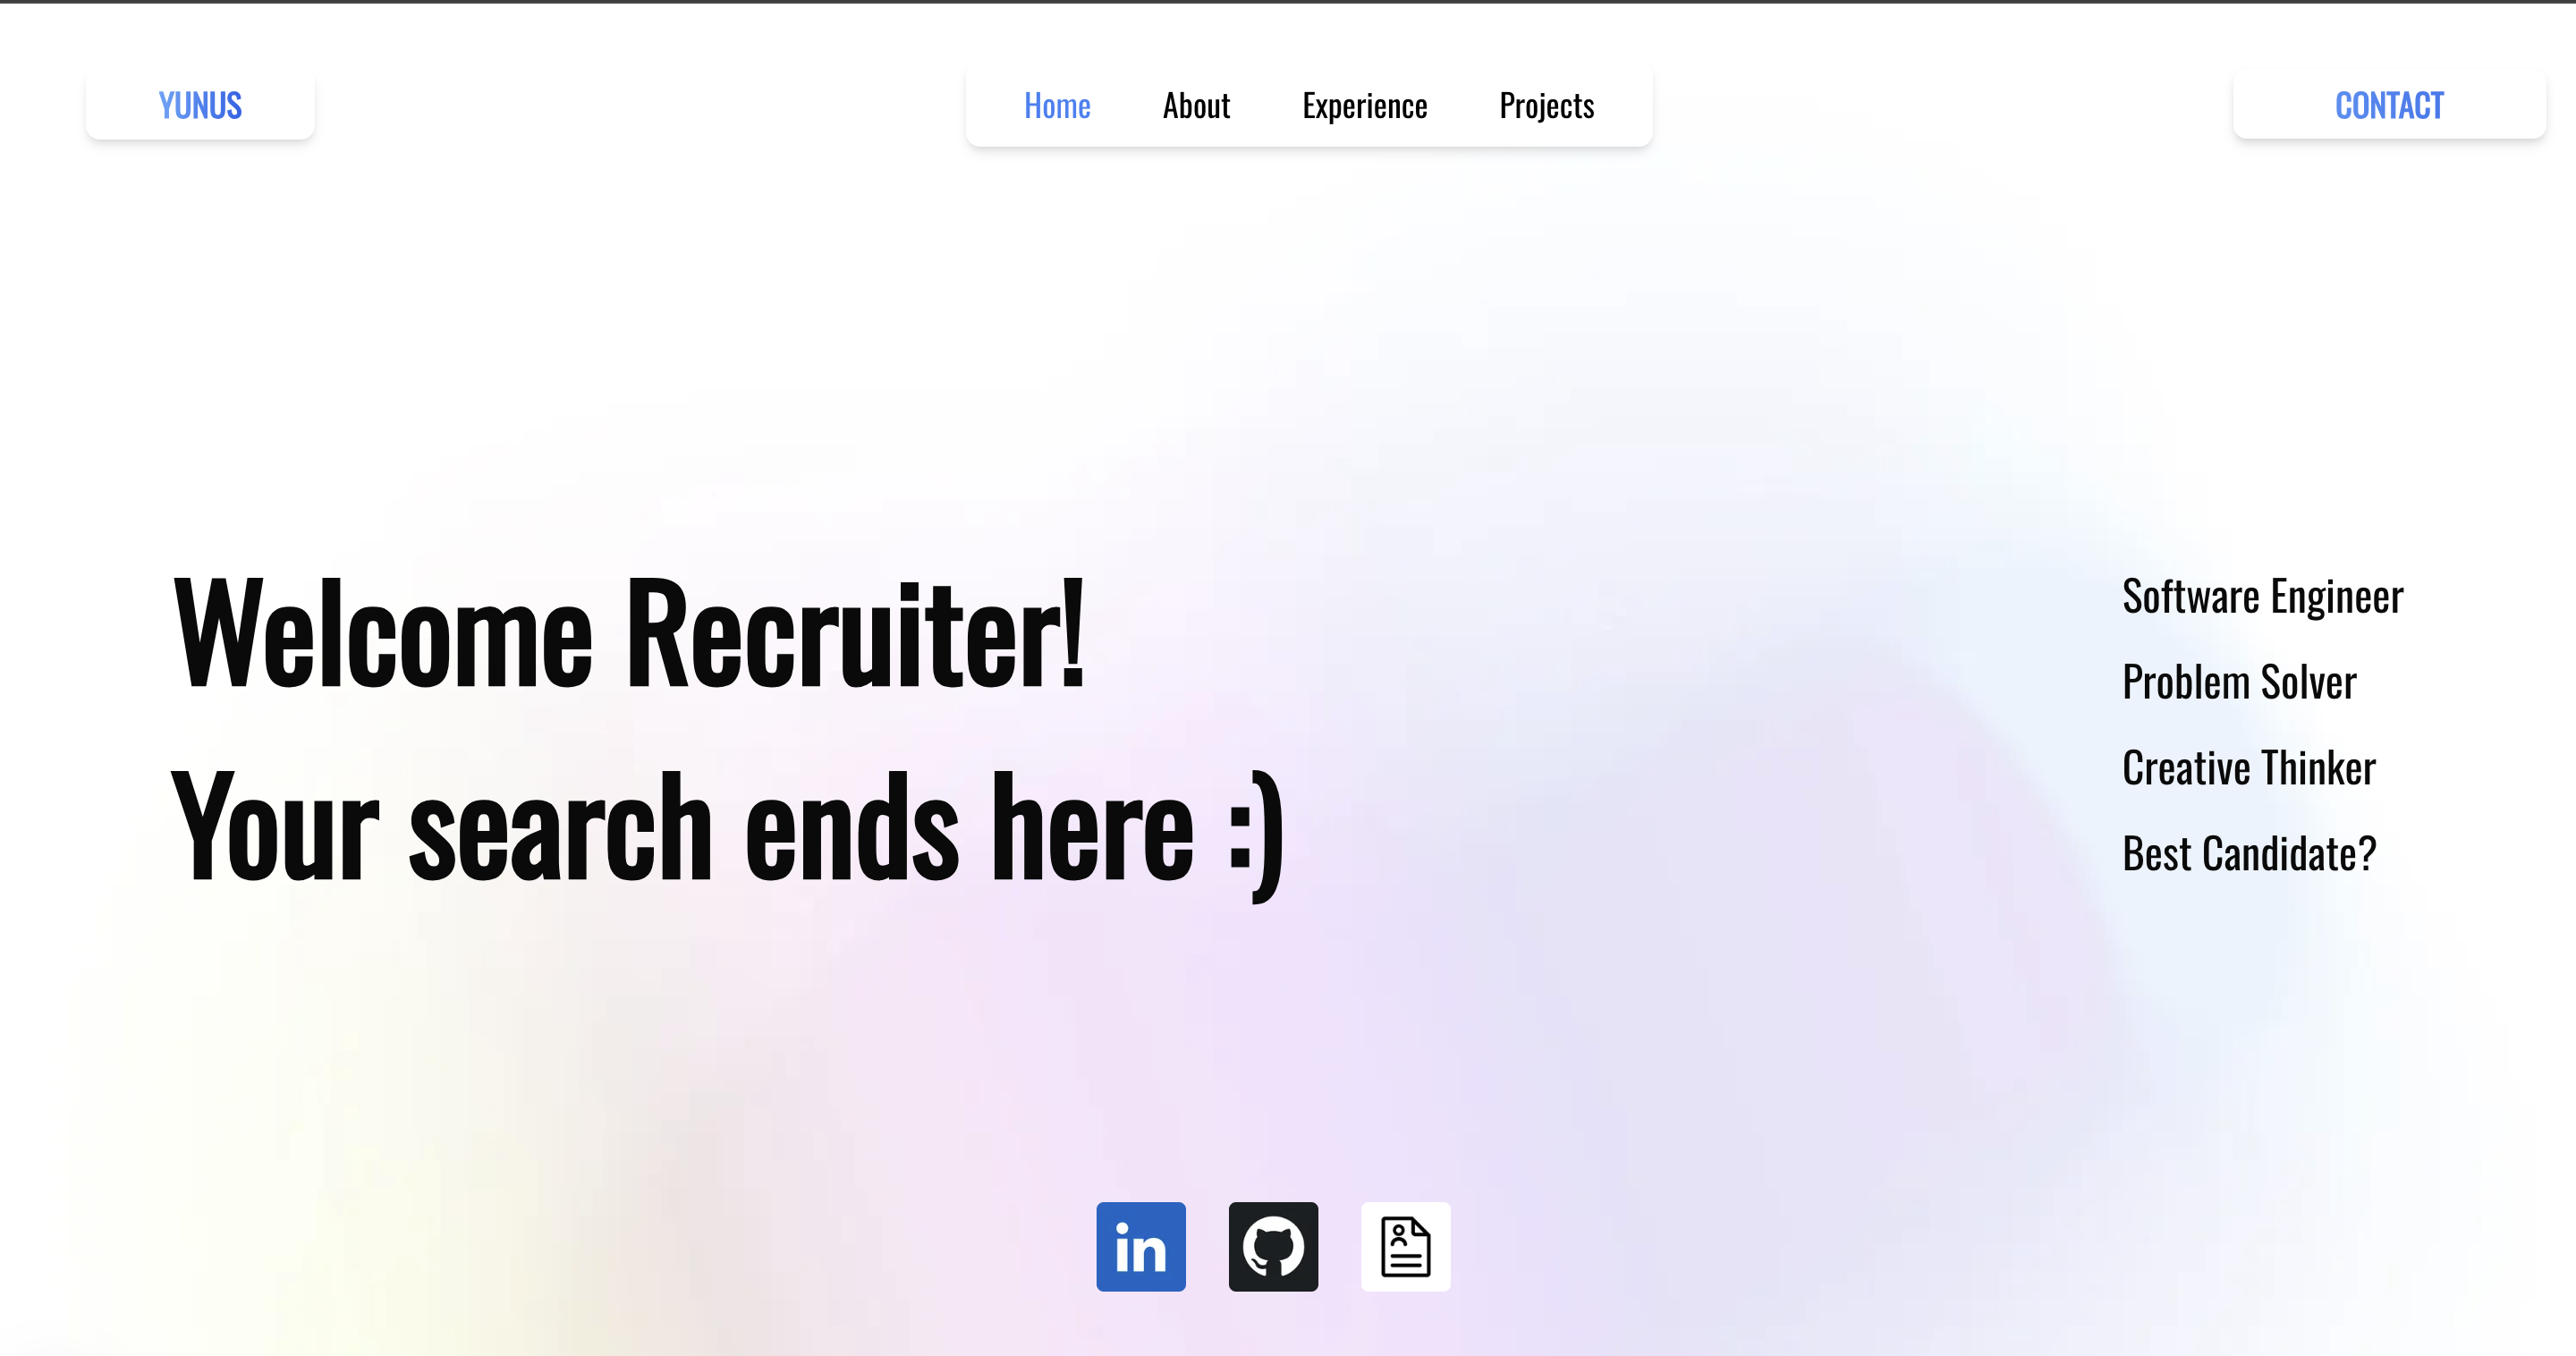 YUNUS
Home About Experience Projects
CONTACT
Welcome Recruiter!
Your search ends here :)
Software Engineer
Problem Solver
Creative Thinker
Best Candidate?
in